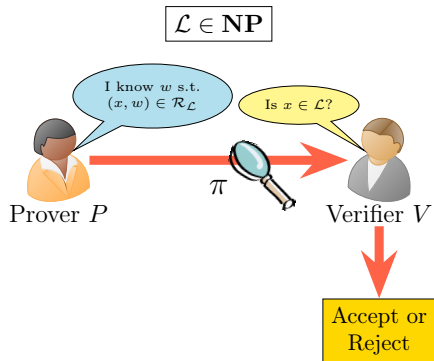 𝓛 ∈ NP
I know w s.t.
(x, w) ∈ 𝓡_𝓛
Is x ∈ 𝓛?
π
Prover P
Verifier V
Accept or
Reject